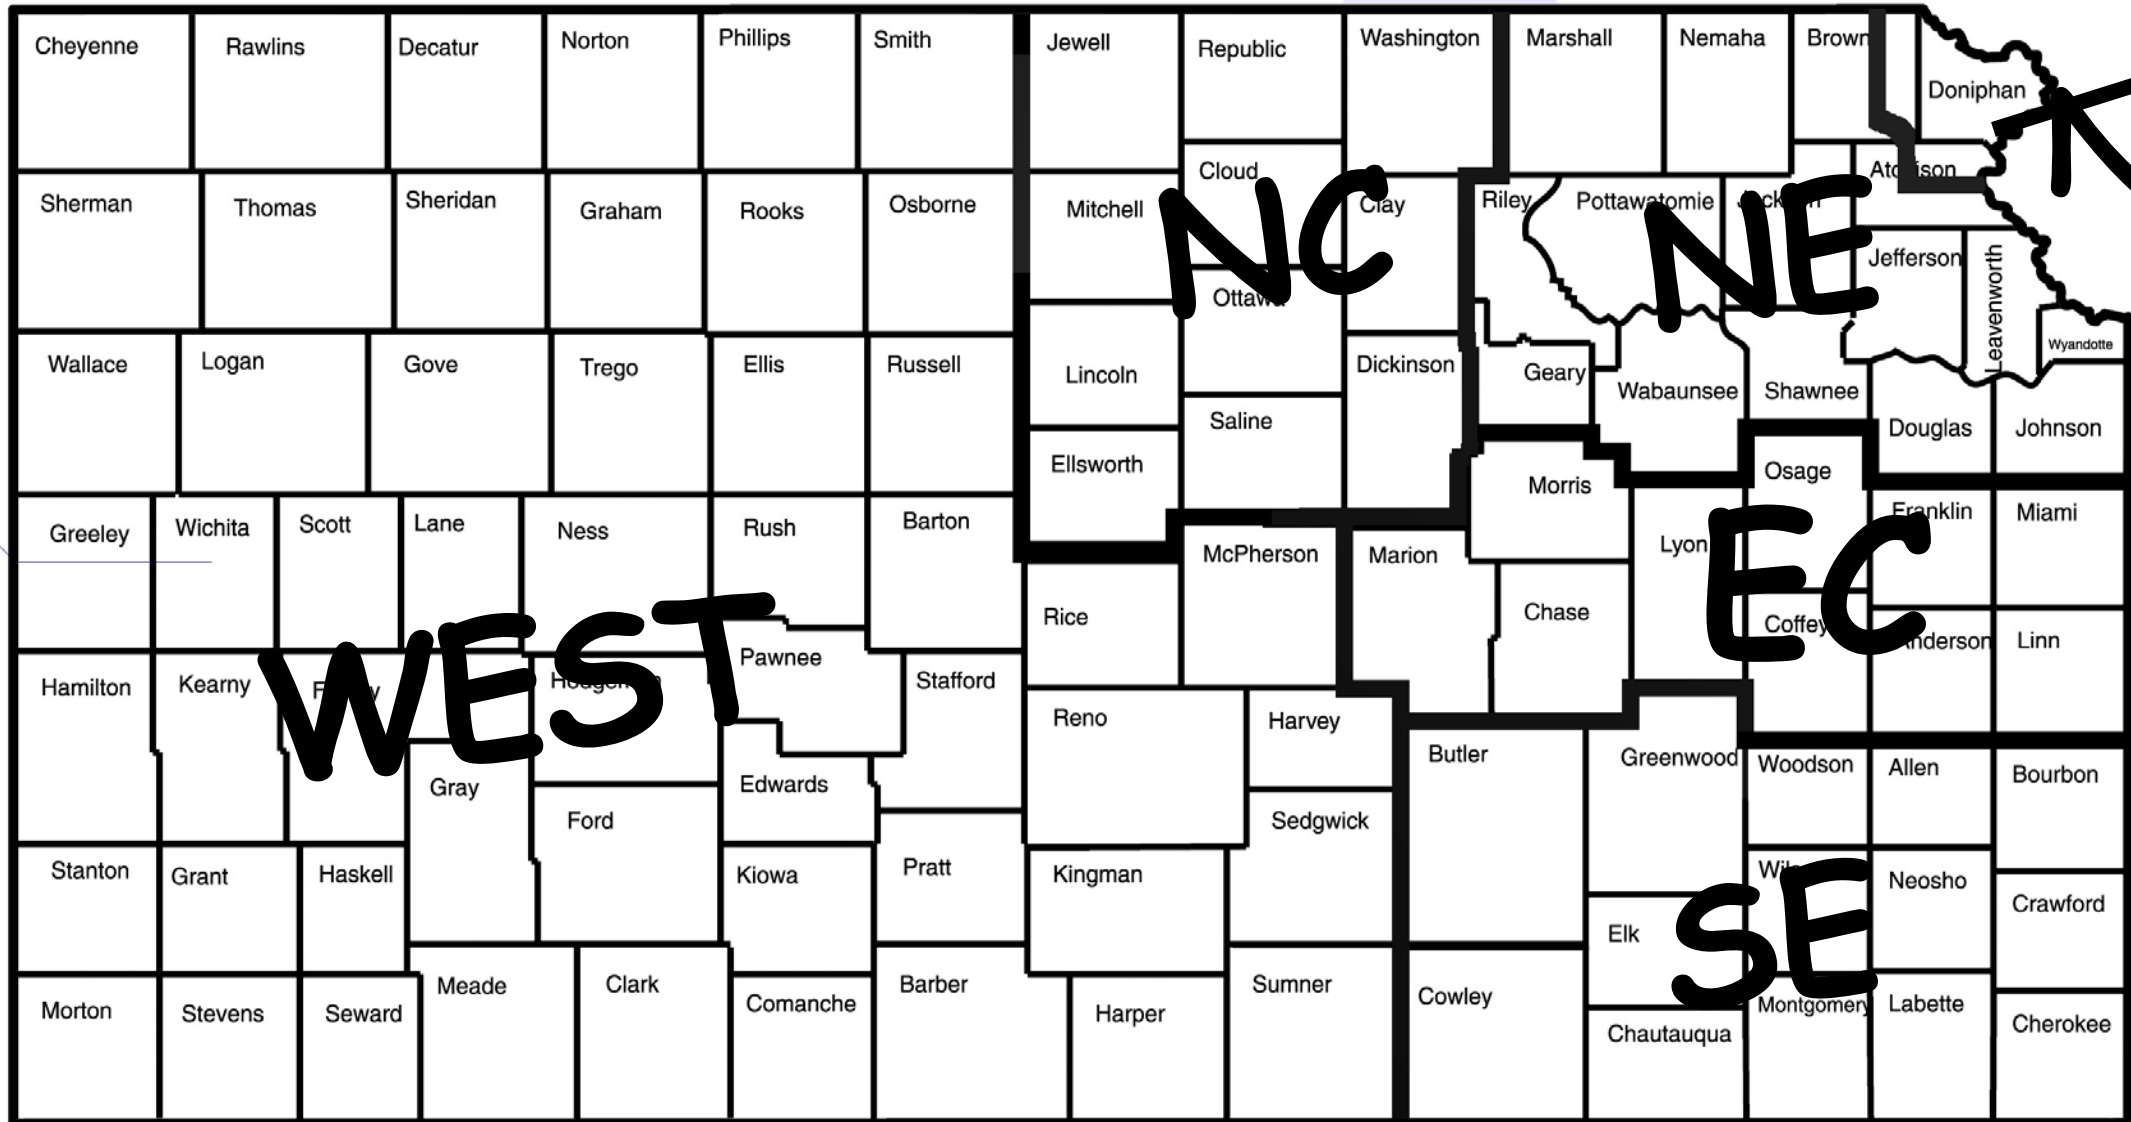 Cheyenne Rawlins Decatur Norton Phillips Smith Jewell Republic Washington Marshall Nemaha Brown
Doniphan
Sherman Thomas Sheridan Graham Rooks Osborne Mitchell Cloud Clay Riley Pottawatomie
NC NE
Ottawa Jefferson Leavenworth
Wyandotte
Wallace Logan Gove Trego Ellis Russell Lincoln Dickinson Geary Wabaunsee Shawnee
Saline Douglas Johnson
Ellsworth Morris Osage
Greeley Wichita Scott Lane Ness Rush Barton McPherson Marion Lyon Franklin Miami
EC
Rice Chase Coffey Anderson Linn
WEST
Hamilton Kearny Pawnee Stafford
Reno Harvey Butler Greenwood Woodson Allen Bourbon
Gray Edwards
Ford Sedgwick
Stanton Grant Haskell Kiowa Pratt Kingman Neosho Crawford
SE
Elk
Morton Stevens Seward Meade Clark Comanche Barber Harper Sumner Cowley Chautauqua Montgomery Labette Cherokee